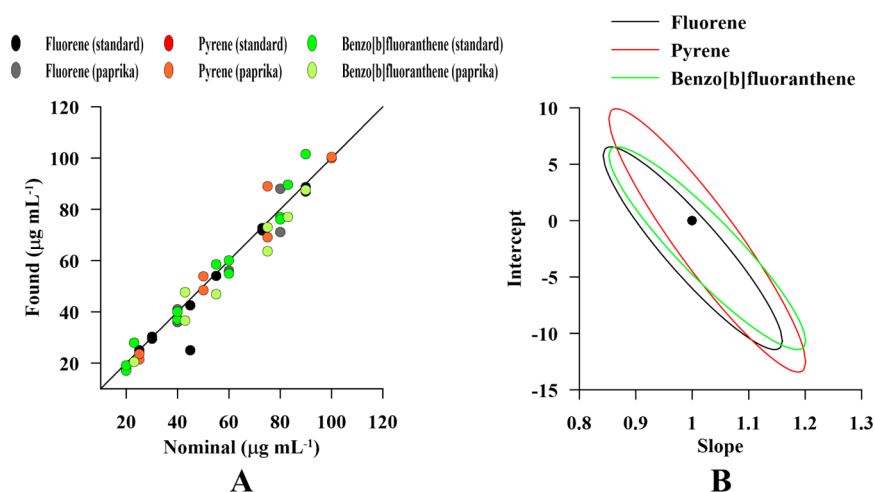 Fluorene (standard)
Pyrene (standard)
Benzo[b]fluoranthene (standard)
Fluorene (paprika)
Pyrene (paprika)
Benzo[b]fluoranthene (paprika)
120
100
80
60
40
20
Found (μg mL⁻¹)
20 40 60 80 100 120
Nominal (μg mL⁻¹)
A
Fluorene
Pyrene
Benzo[b]fluoranthene
10
5
0
-5
-10
-15
Intercept
0.8 0.9 1 1.1 1.2 1.3
Slope
B